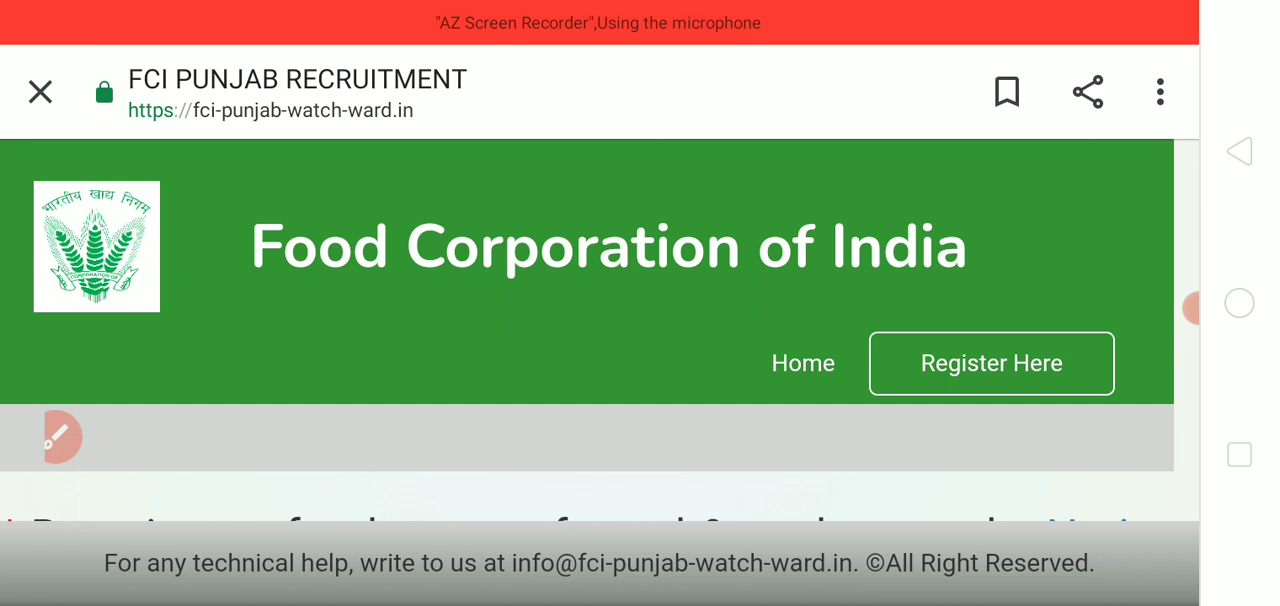 "AZ Screen Recorder",Using the microphone
FCI PUNJAB RECRUITMENT
https://fci-punjab-watch-ward.in
भारतीय खाद्य निगम
Food Corporation of India
Home
Register Here
For any technical help, write to us at info@fci-punjab-watch-ward.in. ©All Right Reserved.